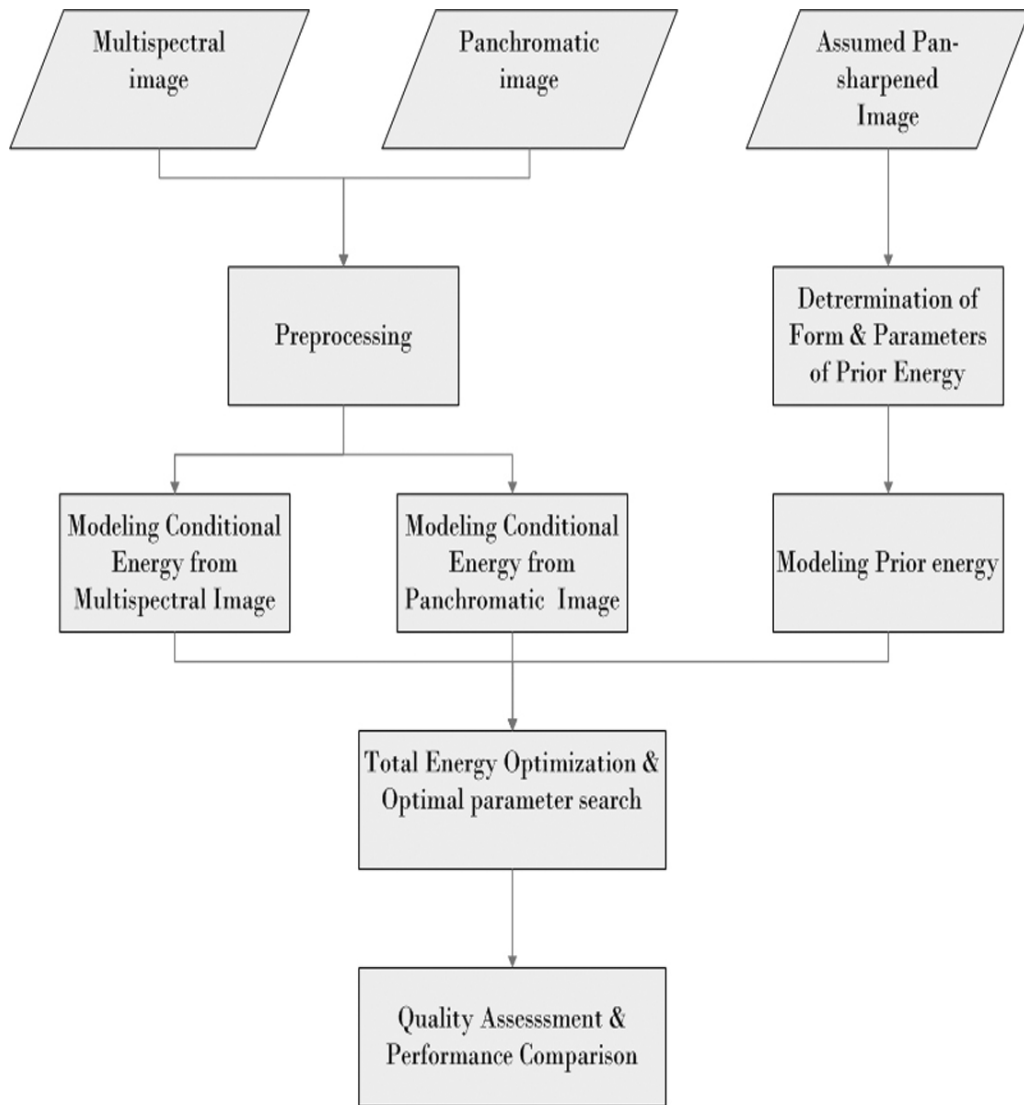 Multispectral
image
Panchromatic
image
Assumed Pan-
sharpened
Image
Preprocessing
Detrermination of
Form & Parameters
of Prior Energy
Modeling Conditional
Energy from
Multispectral Image
Modeling Conditional
Energy from
Panchromatic Image
Modeling Prior energy
Total Energy Optimization &
Optimal parameter search
Quality Assesssment &
Performance Comparison